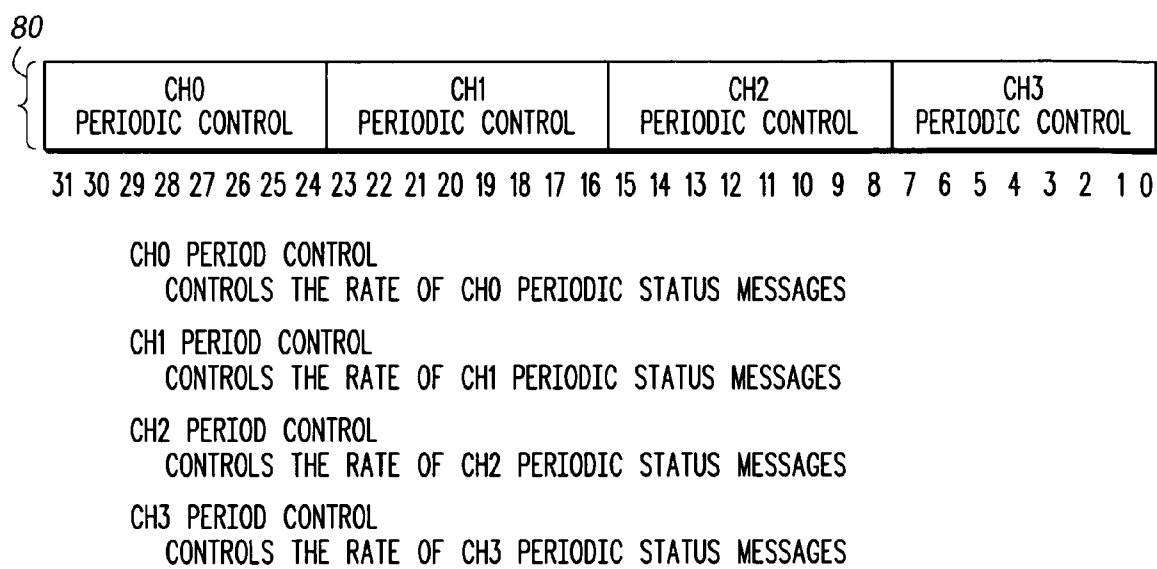 80
CH0 CH1 CH2 CH3
PERIODIC CONTROL PERIODIC CONTROL PERIODIC CONTROL PERIODIC CONTROL
31 30 29 28 27 26 25 24 23 22 21 20 19 18 17 16 15 14 13 12 11 10 9 8 7 6 5 4 3 2 1 0
CH0 PERIOD CONTROL
CONTROLS THE RATE OF CH0 PERIODIC STATUS MESSAGES
CH1 PERIOD CONTROL
CONTROLS THE RATE OF CH1 PERIODIC STATUS MESSAGES
CH2 PERIOD CONTROL
CONTROLS THE RATE OF CH2 PERIODIC STATUS MESSAGES
CH3 PERIOD CONTROL
CONTROLS THE RATE OF CH3 PERIODIC STATUS MESSAGES